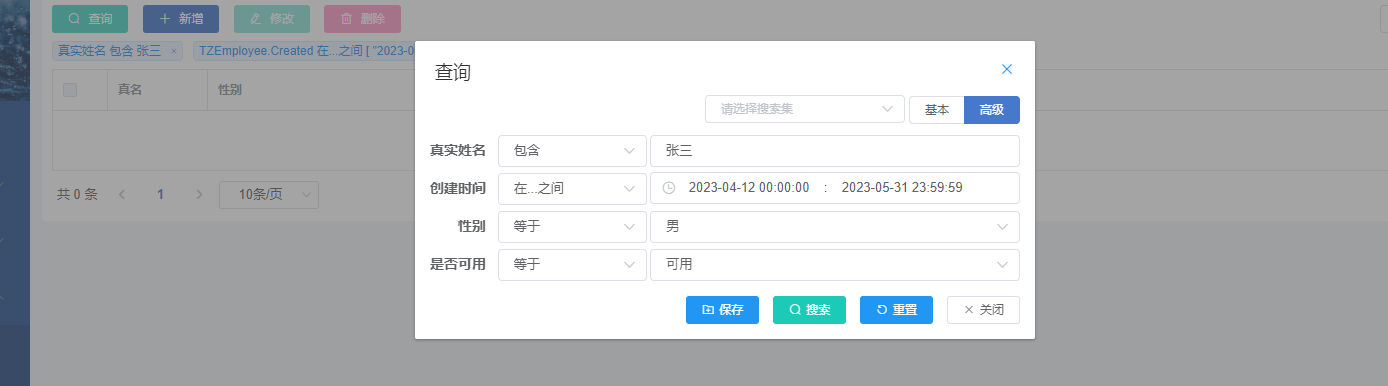 查询 新增 修改 删除
真实姓名 包含 张三 × TZEmployee.Created 在...之间 [ "2023-0
查询
请选择搜索集 基本 高级
真名 性别
真实姓名 包含 张三
创建时间 在...之间 2023-04-12 00:00:00 : 2023-05-31 23:59:59
共 0 条 1 10条/页
性别 等于 男
是否可用 等于 可用
保存 搜索 重置 关闭